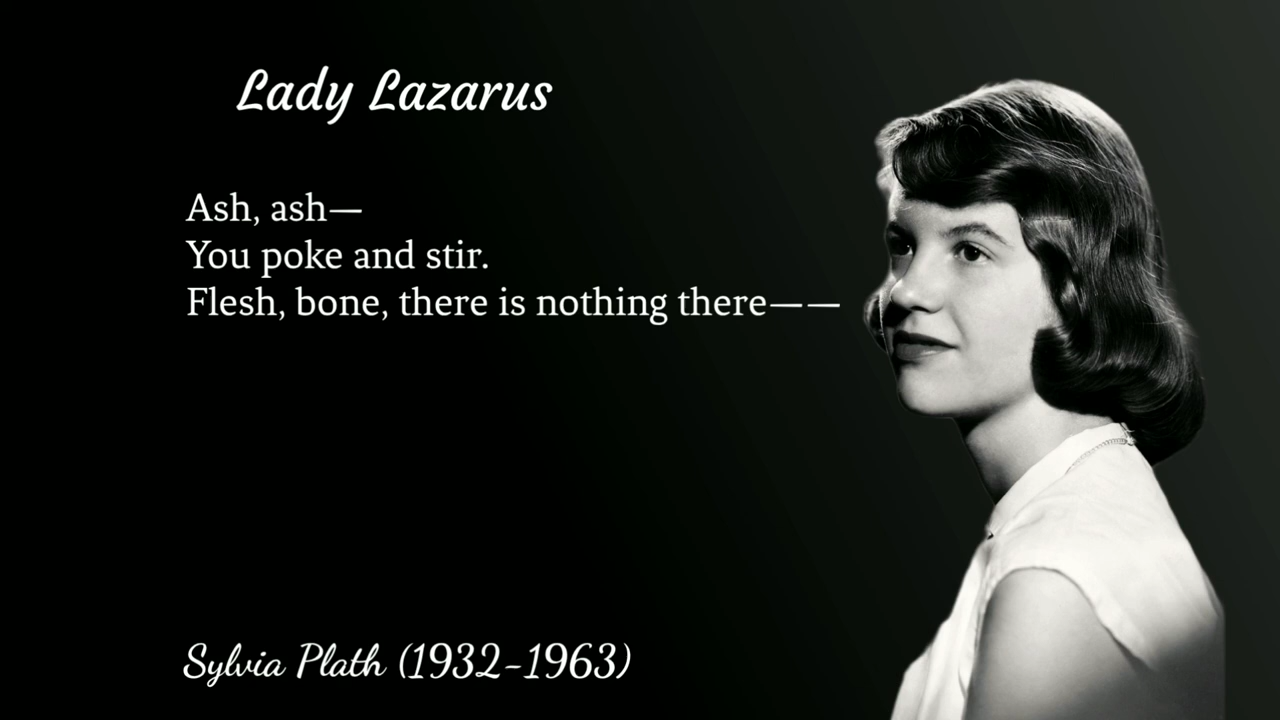 Lady Lazarus
Ash, ash—
You poke and stir.
Flesh, bone, there is nothing there——
Sylvia Plath (1932-1963)